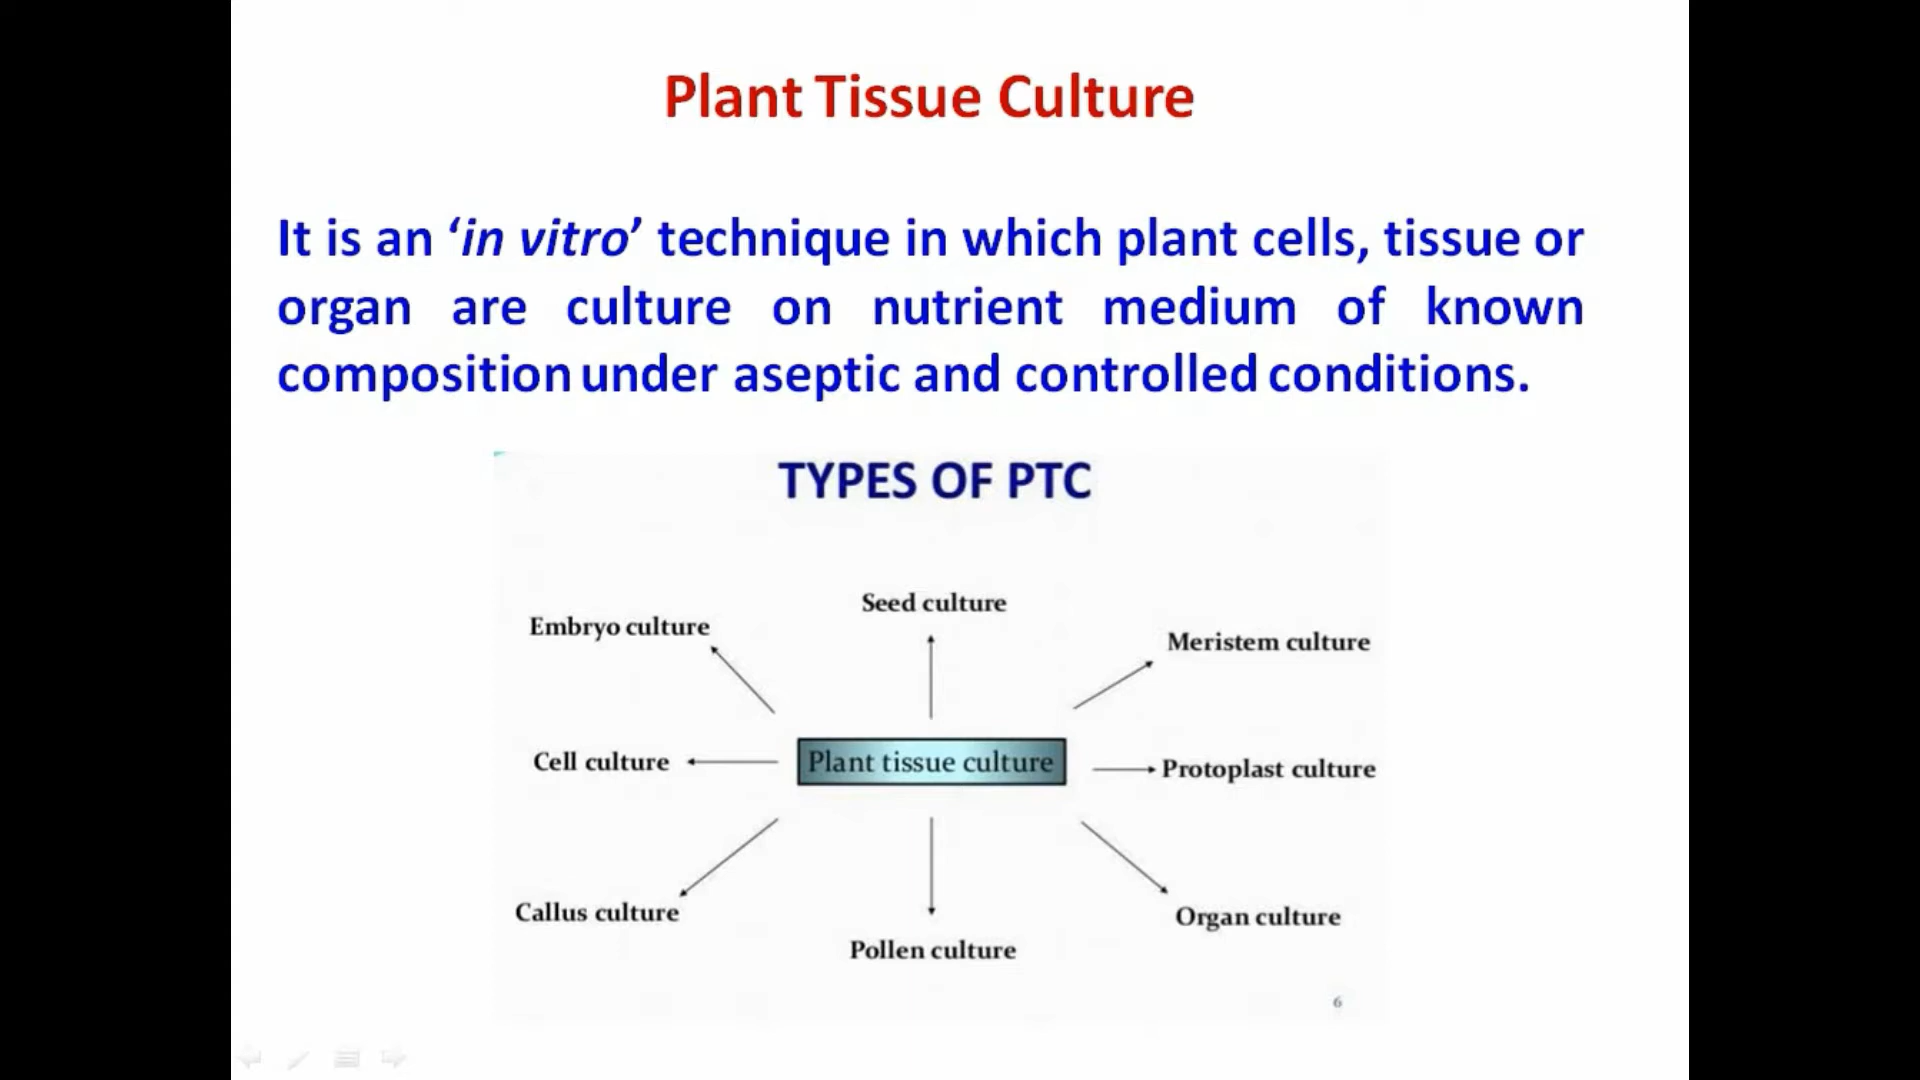 Plant Tissue Culture
It is an ‘in vitro’ technique in which plant cells, tissue or
organ are culture on nutrient medium of known
composition under aseptic and controlled conditions.
TYPES OF PTC
Seed culture
Embryo culture
Meristem culture
Cell culture
Plant tissue culture
Protoplast culture
Callus culture
Organ culture
Pollen culture
6